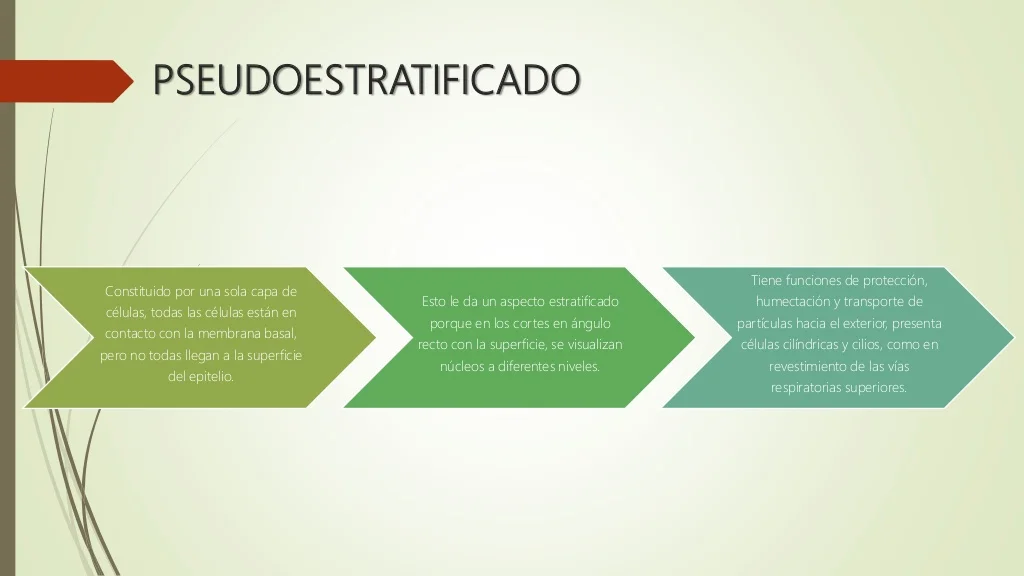 PSEUDOESTRATIFICADO
Constituido por una sola capa de
células, todas las células están en
contacto con la membrana basal,
pero no todas llegan a la superficie
del epitelio.
Esto le da un aspecto estratificado
porque en los cortes en ángulo
recto con la superficie, se visualizan
núcleos a diferentes niveles.
Tiene funciones de protección,
humectación y transporte de
partículas hacia el exterior, presenta
células cilíndricas y cilios, como en
revestimiento de las vías
respiratorias superiores.